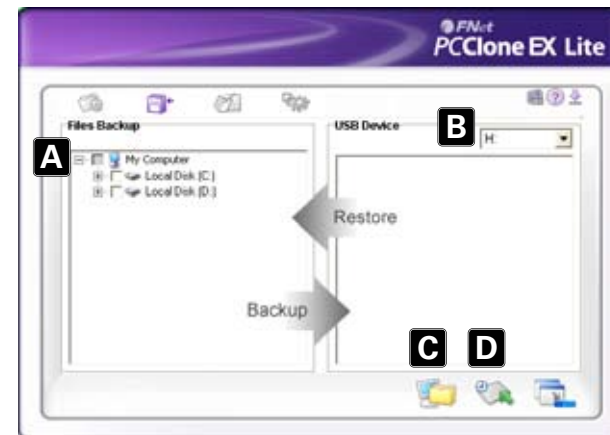 FNet
PCClone EX Lite
Files Backup
USB Device
B
H:
A
My Computer
Local Disk (C:)
Local Disk (D:)
Restore
Backup
C
D